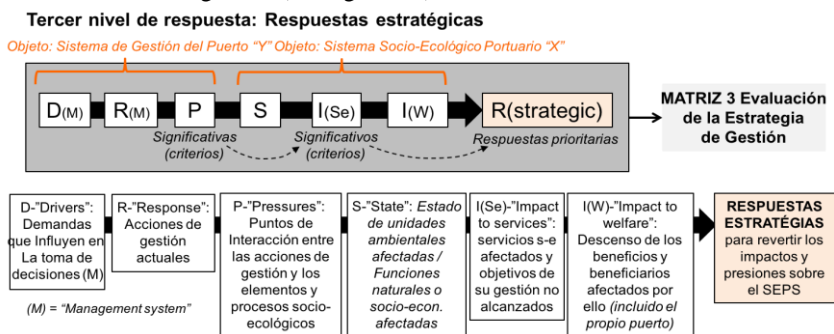 Tercer nivel de respuesta: Respuestas estratégicas
Objeto: Sistema de Gestión del Puerto “Y” Objeto: Sistema Socio-Ecológico Portuario “X”
D(M) R(M) P S I(Se) I(W) R(strategic)
Significativas
(criterios)
Significativas
(criterios)
Respuestas prioritarias
MATRIZ 3 Evaluación
de la Estrategia
de Gestión
D-”Drivers”:
Demandas
que Influyen en
La toma de
decisiones (M)
R-”Response”:
Acciones de
gestión
actuales
P-”Pressures”:
Puntos de
Interacción entre
las acciones de
gestión y los
elementos y
procesos socio-
ecológicos
S-”State”: Estado
de unidades
ambientales
afectadas /
Funciones
naturales o
socio-econ.
afectadas
I(Se)-”Impact
to services”:
servicios s-e
afectados y
objetivos de
su gestión no
alcanzados
I(W)-”Impact to
welfare”:
Descenso de los
beneficios y
beneficiarios
afectados por
ello (incluido el
propio puerto)
RESPUESTAS
ESTRATÉGIAS
para revertir los
impactos y
presiones sobre
el SEPS
(M) = “Management system”